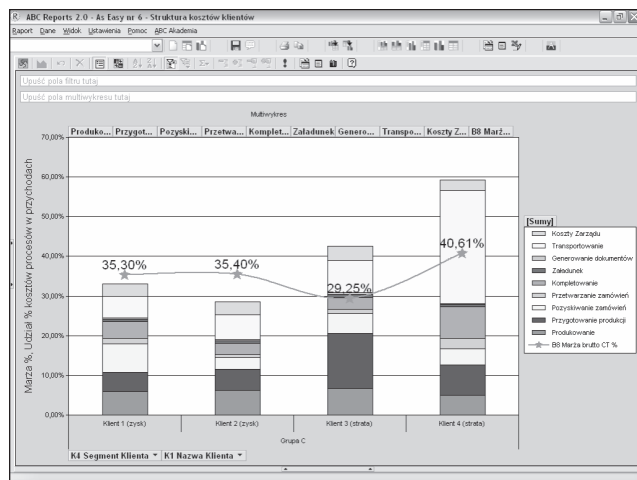 ABC Reports 2.0 - As Easy nr 6 - Struktura kosztów klientów
Raport Dane Widok Ustawienia Pomoc ABC Akademia
Upuść pola filtru tutaj
Upuść pola multiwykresu tutaj
Multiwykres
Produko... Przygot... Pozyski... Przetwa... Komplet... Załadunek Genero... Transpo... Koszty Z... B8 Marż...
Marża %, Udział % kosztów procesów w przychodach
70,00%
60,00%
50,00%
40,00%
30,00%
20,00%
10,00%
0,00%
35,30%
35,40%
29,25%
40,61%
Klient 1 (zysk) Klient 2 (zysk) Klient 3 (strata) Klient 4 (strata)
Grupa C
[Sumy]
Koszty Zarządu
Transportowanie
Generowanie dokumentów
Załadunek
Kompletowanie
Przetwarzanie zamówień
Pozyskiwanie zamówień
Przygotowanie produkcji
Produkowanie
B8 Marża brutto CT %
K4 Segment Klienta K1 Nazwa Klienta